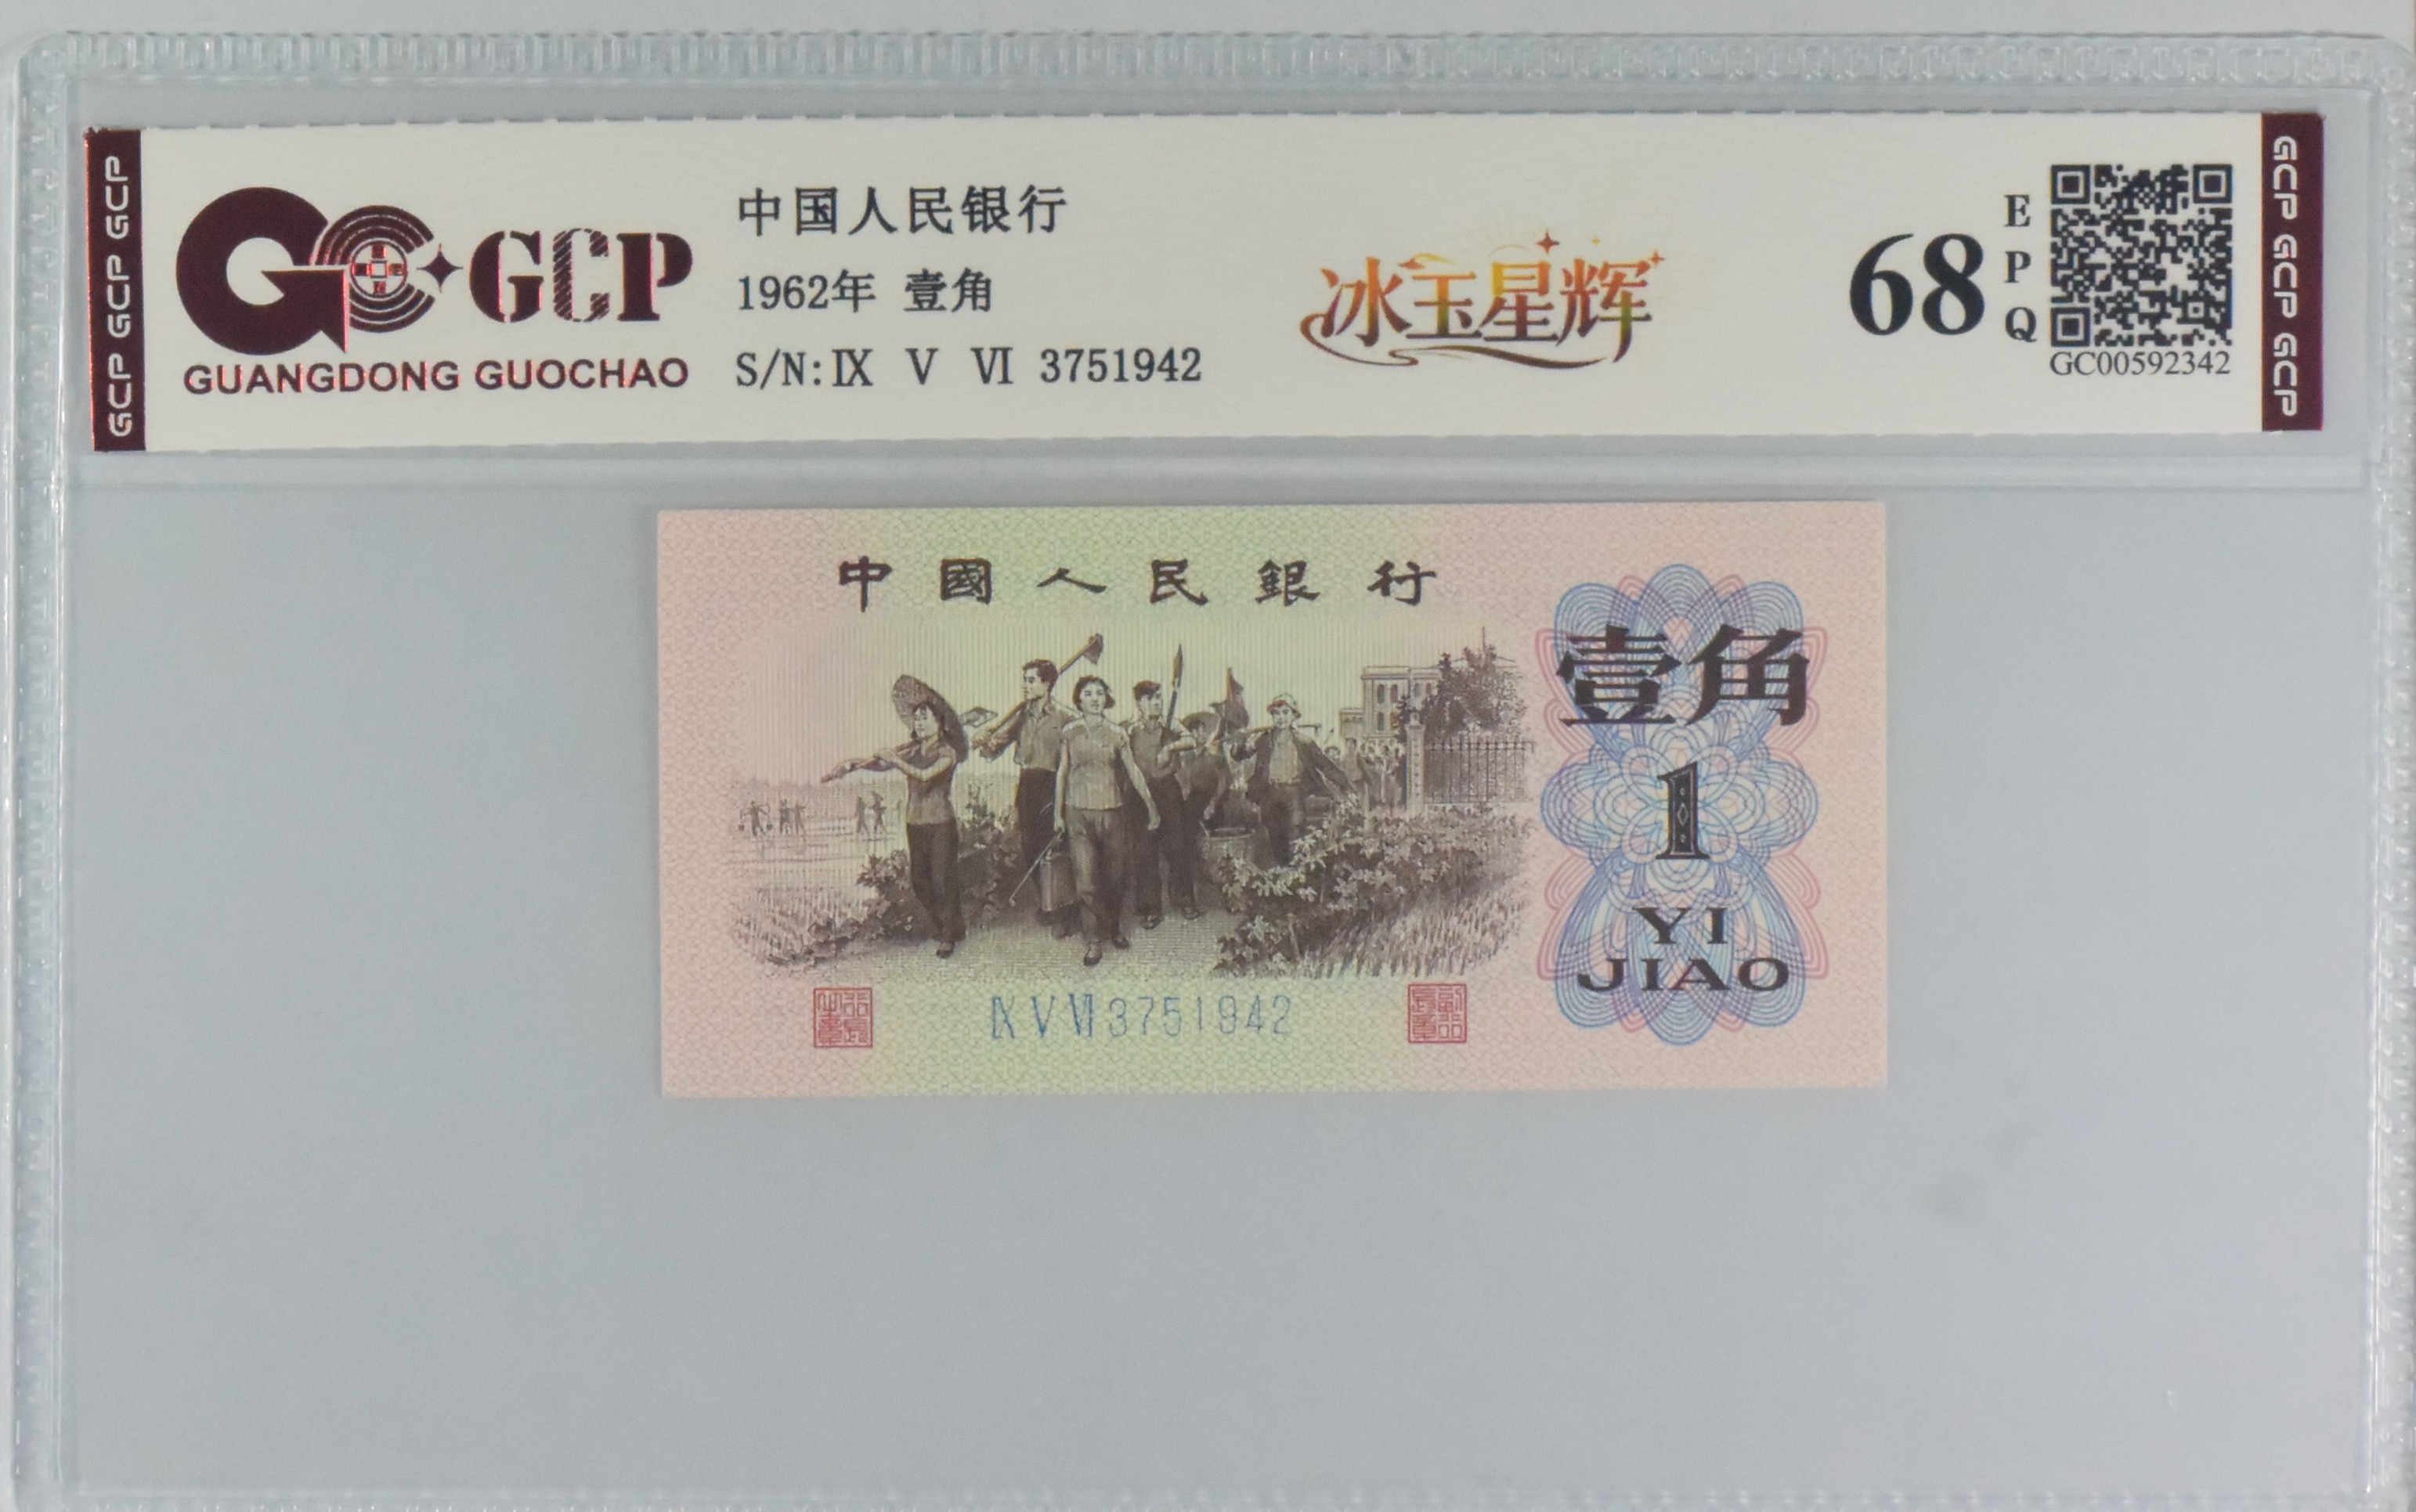 GCP GCP GCP
GCP
GUANGDONG GUOCHAO
中国人民银行
1962年 壹角
S/N:Ⅸ Ⅴ Ⅵ 3751942
冰玉星辉
68
EPQ
GC00592342
GCP GCP GCP
中國人民銀行
壹角
1
YI
JIAO
Ⅸ Ⅴ Ⅵ 3751942